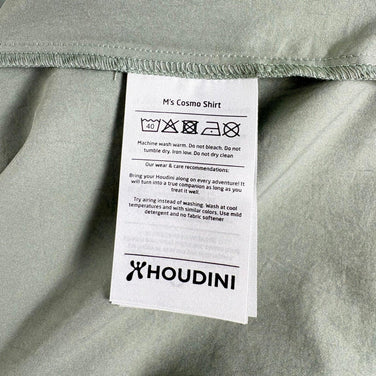 M's Cosmo Shirt
40
Machine wash warm. Do not bleach. Do not
tumble dry. Iron low. Do not dry clean
Our wear & care recommendations:
Bring your Houdini along on every adventure! It
will turn into a true companion as long as you
treat it well.
Try airing instead of washing. Wash at cool
temperatures and with similar colors. Use mild
detergent and no fabric softener
HOUDINI